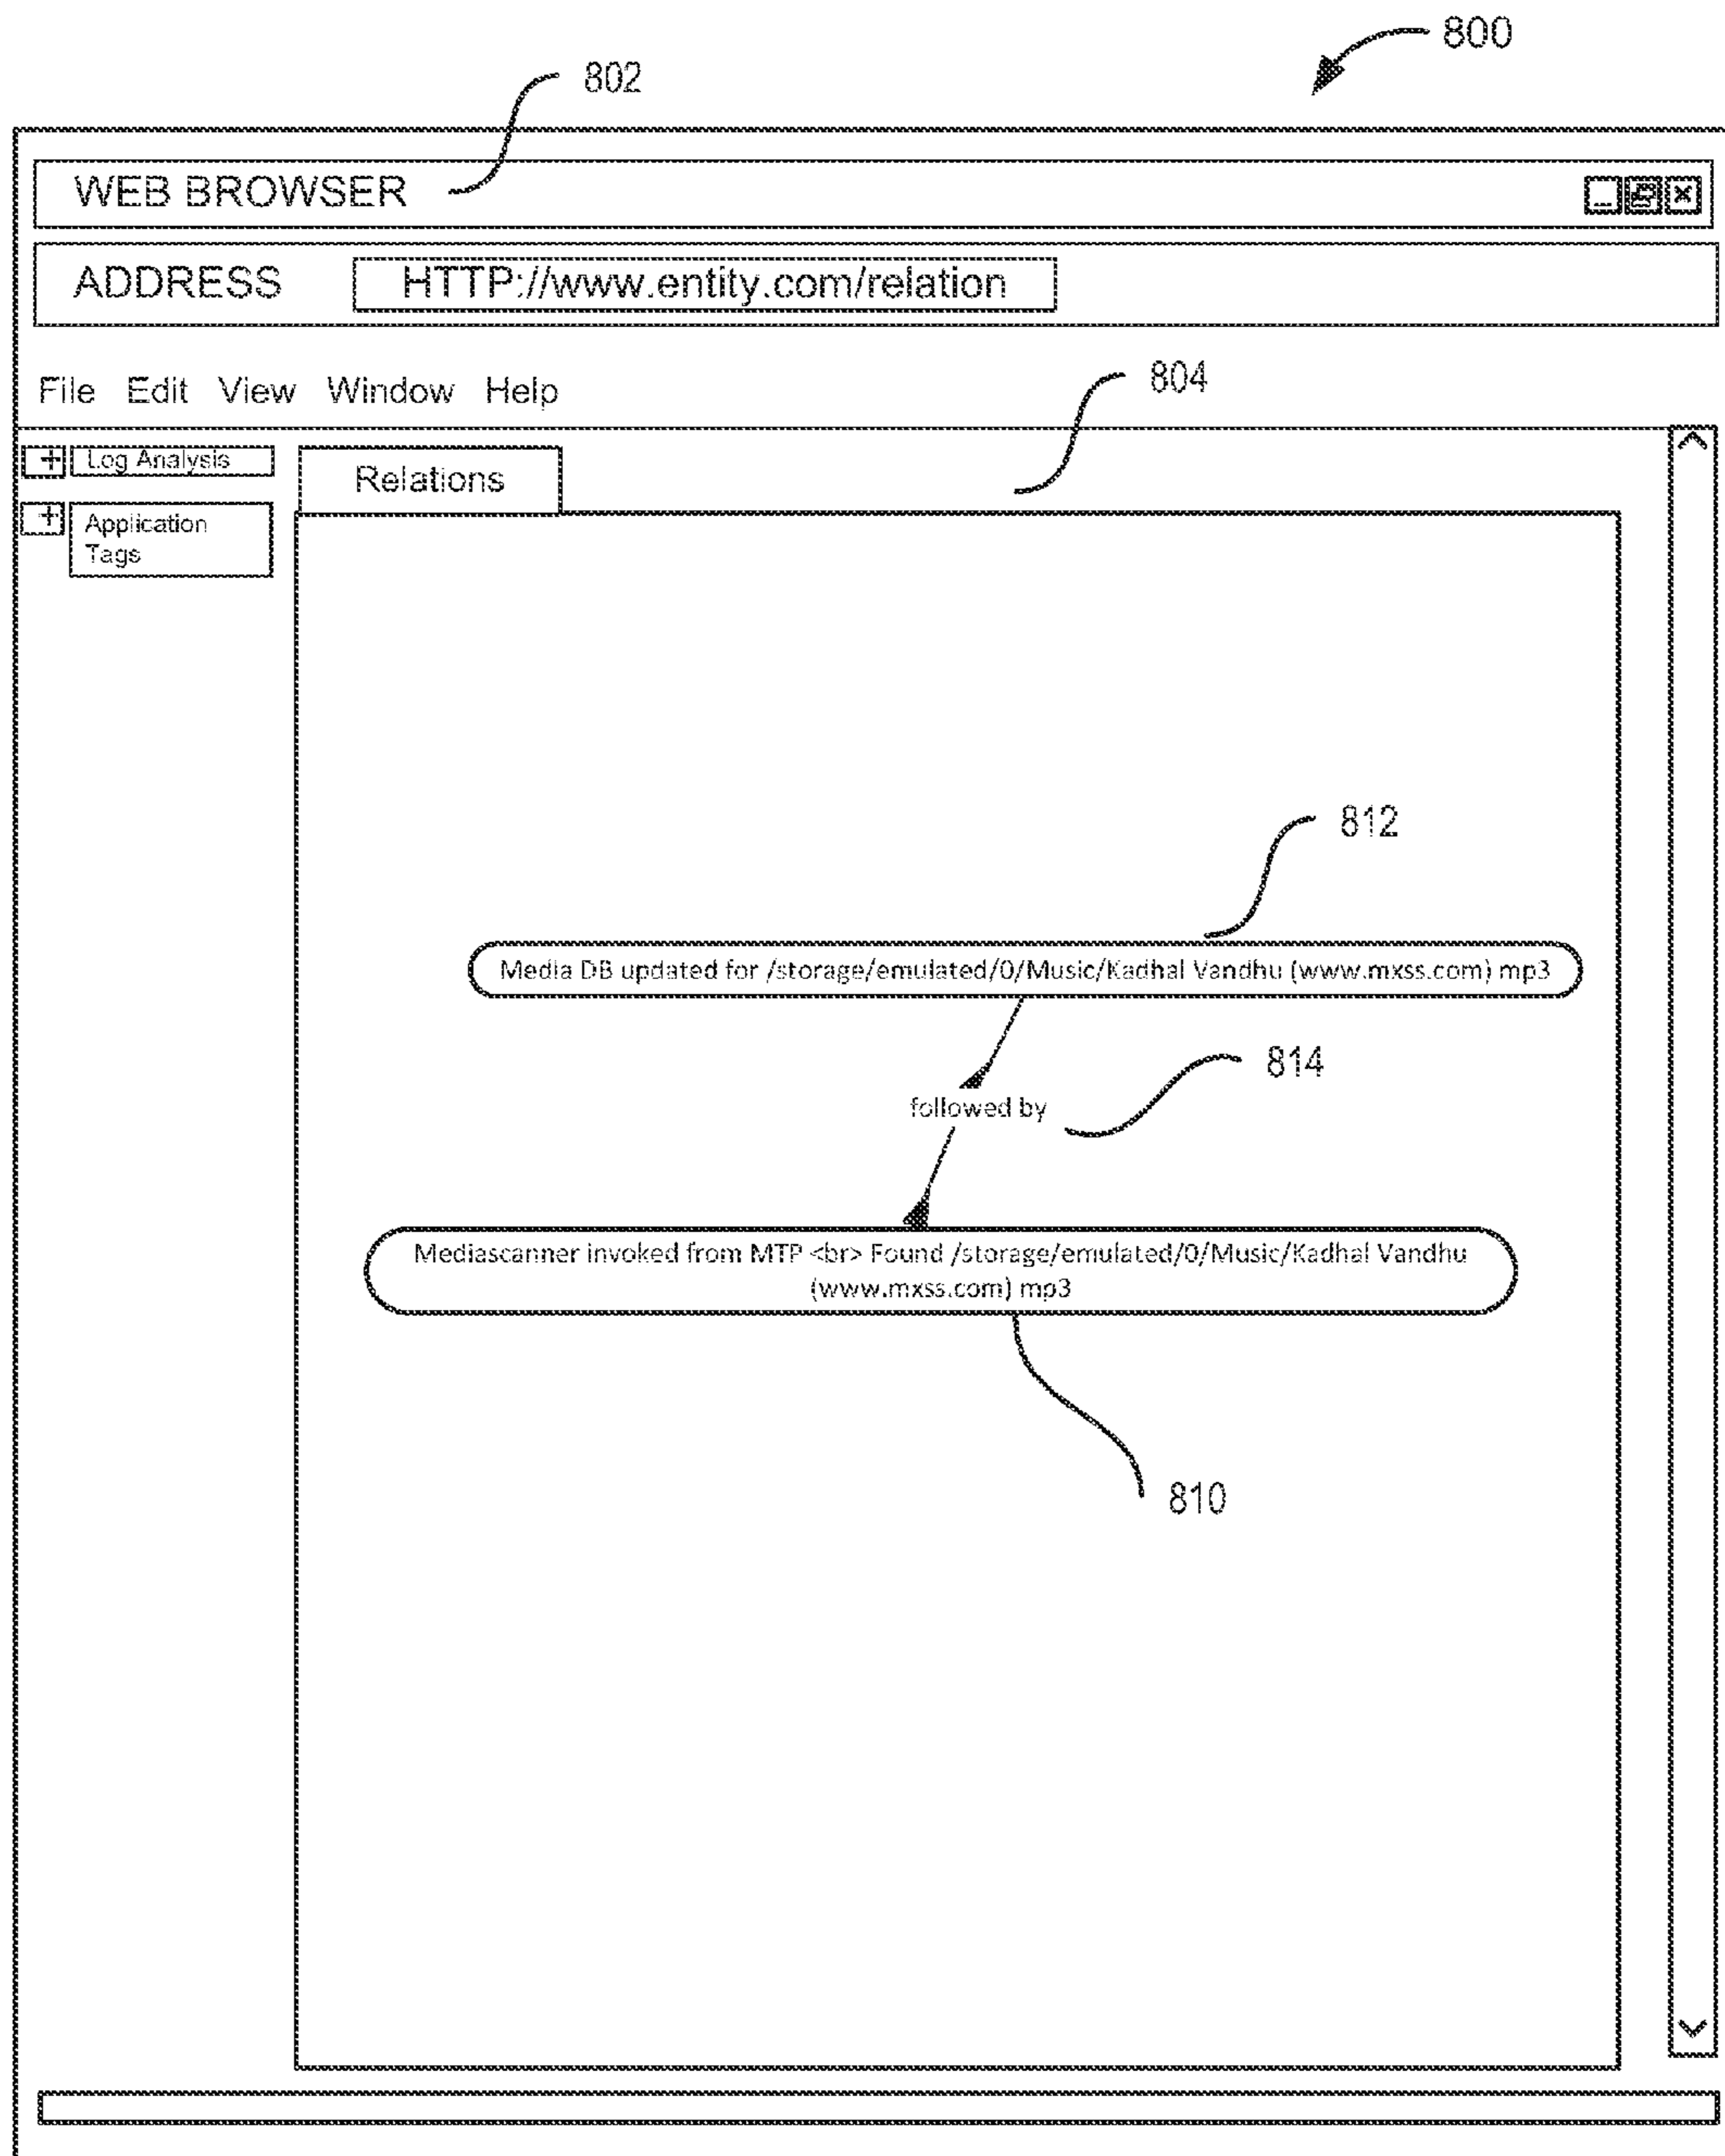 800
802
WEB BROWSER
ADDRESS HTTP://www.entity.com/relation
804
File Edit View Window Help
Log Analysis
Relations
Application
Tags
812
Media DB updated for /storage/emulated/0/Music/Kadhal Vandhu (www.mxss.com) mp3
814
followed by
Mediascanner invoked from MTP <br> Found /storage/emulated/0/Music/Kadhal Vandhu
(www.mxss.com) mp3
810